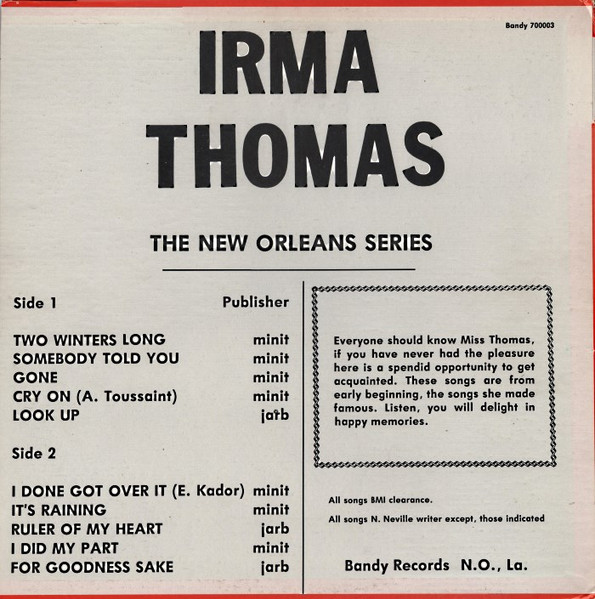 Bandy 700003
IRMA
THOMAS
THE NEW ORLEANS SERIES
Side 1 Publisher
TWO WINTERS LONG minit
SOMEBODY TOLD YOU minit
GONE minit
CRY ON (A. Toussaint) minit
LOOK UP jarb
Side 2
I DONE GOT OVER IT (E. Kador) minit
IT'S RAINING minit
RULER OF MY HEART jarb
I DID MY PART minit
FOR GOODNESS SAKE jarb
Everyone should know Miss Thomas,
if you have never had the pleasure
here is a spendid opportunity to get
acquainted. These songs are from
early beginning, the songs she made
famous. Listen, you will delight in
happy memories.
All songs BMI clearance.
All songs N. Neville writer except, those indicated
Bandy Records N.O., La.